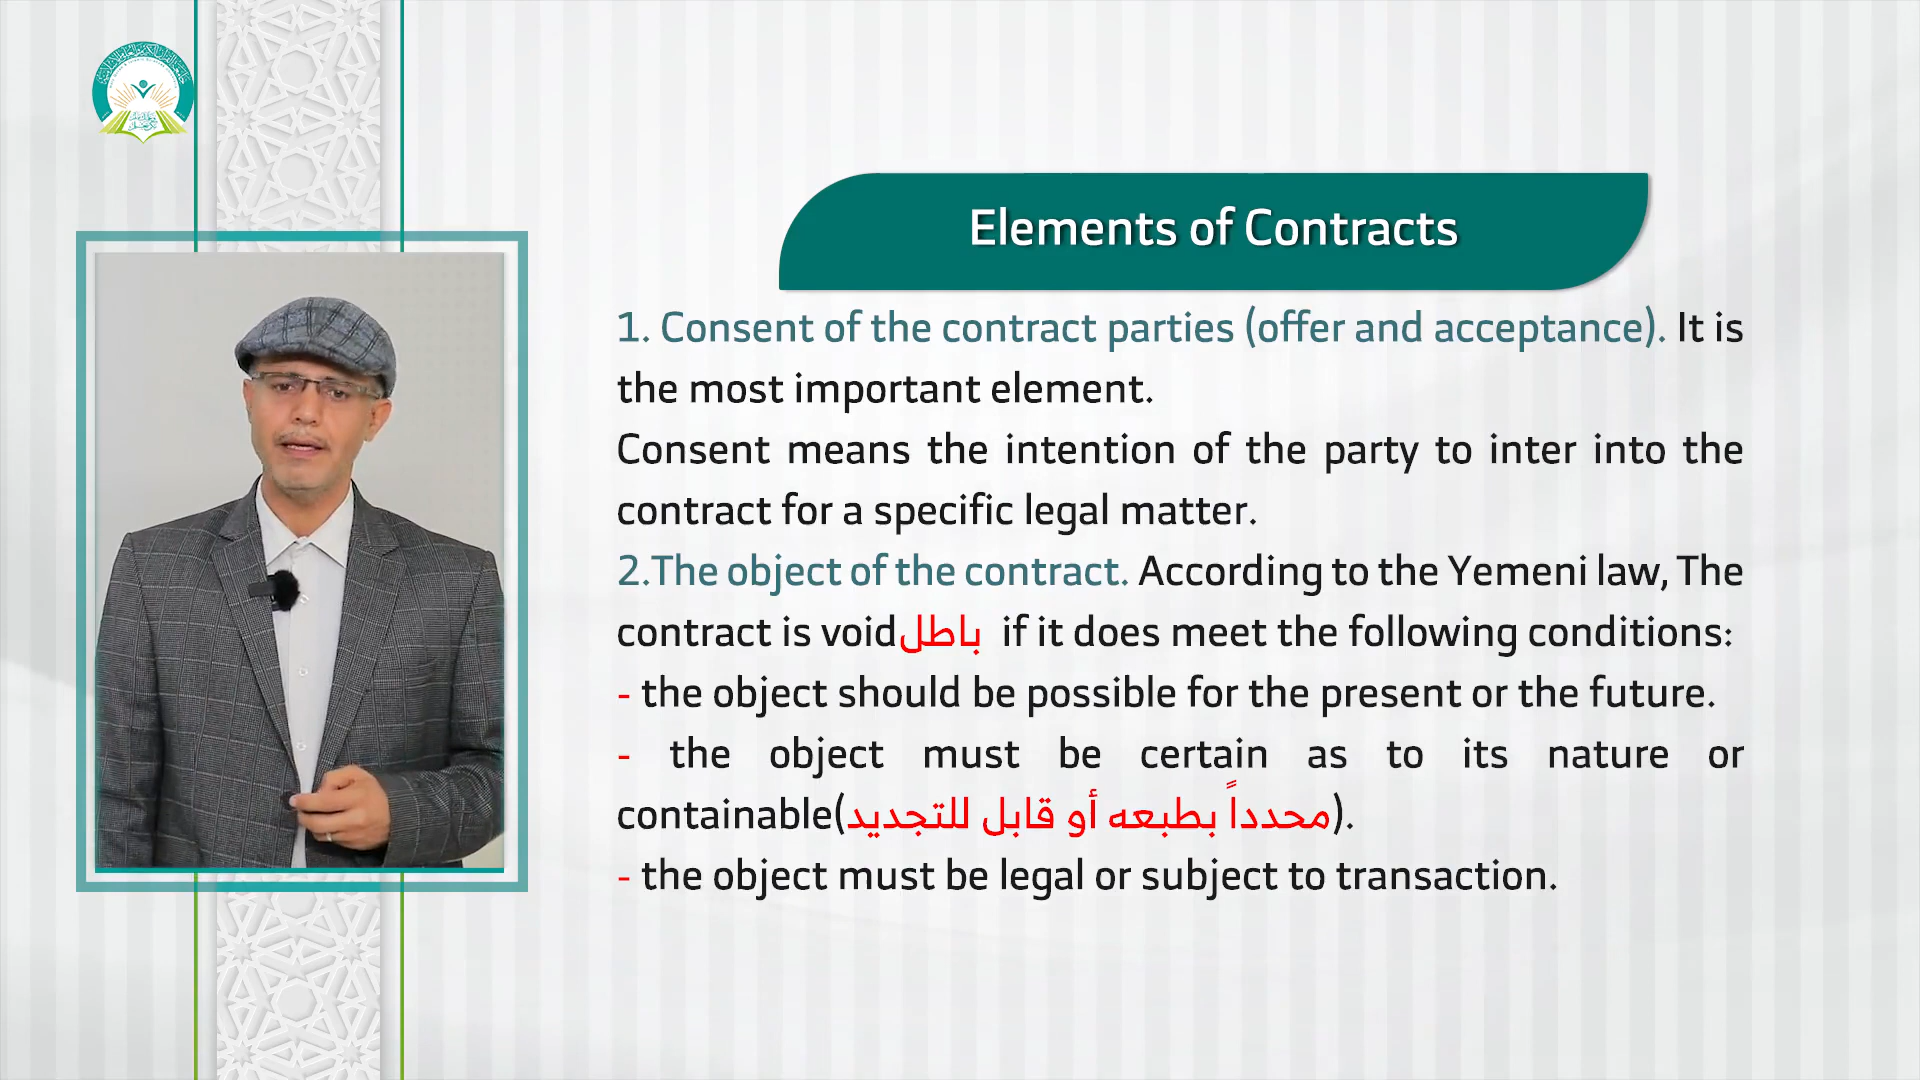 Elements of Contracts
1. Consent of the contract parties (offer and acceptance). It is
the most important element.
Consent means the intention of the party to inter into the
contract for a specific legal matter.
2.The object of the contract. According to the Yemeni law, The
contract is void باطل if it does meet the following conditions:
- the object should be possible for the present or the future.
- the object must be certain as to its nature or
containable(محدداً بطبعه أو قابل للتجديد).
- the object must be legal or subject to transaction.